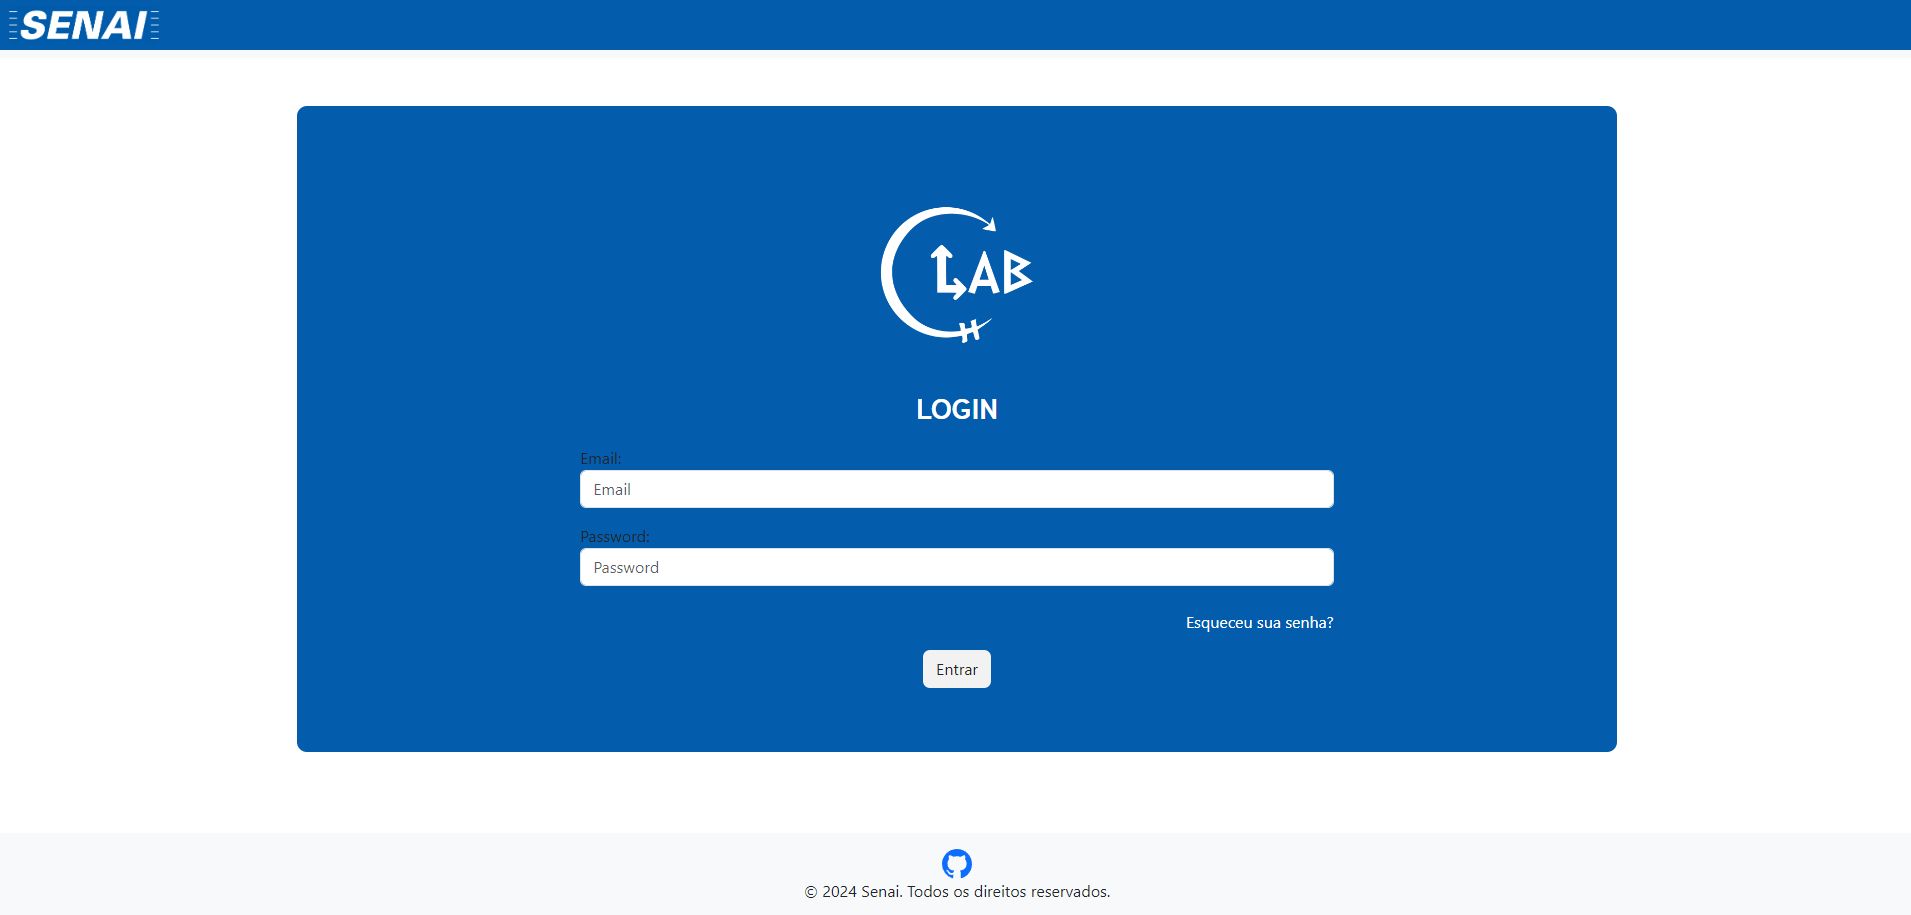 SENAI
LAB
H
LOGIN
Email:
Email
Password:
Password
Esqueceu sua senha?
Entrar
© 2024 Senai. Todos os direitos reservados.